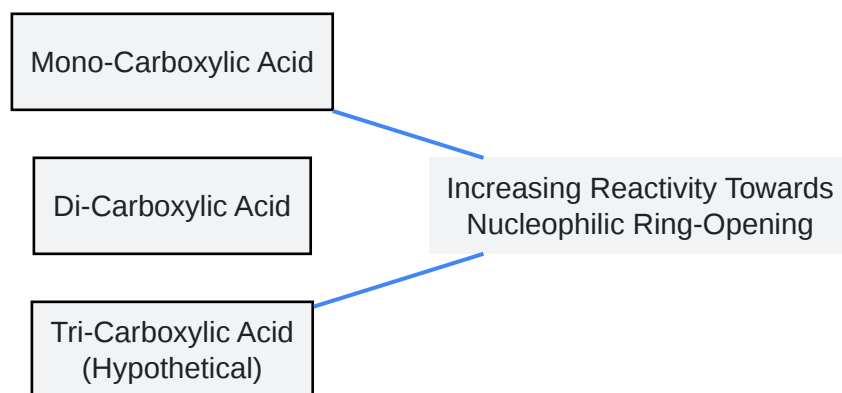 Mono-Carboxylic Acid
Di-Carboxylic Acid
Increasing Reactivity Towards
Nucleophilic Ring-Opening
Tri-Carboxylic Acid
(Hypothetical)